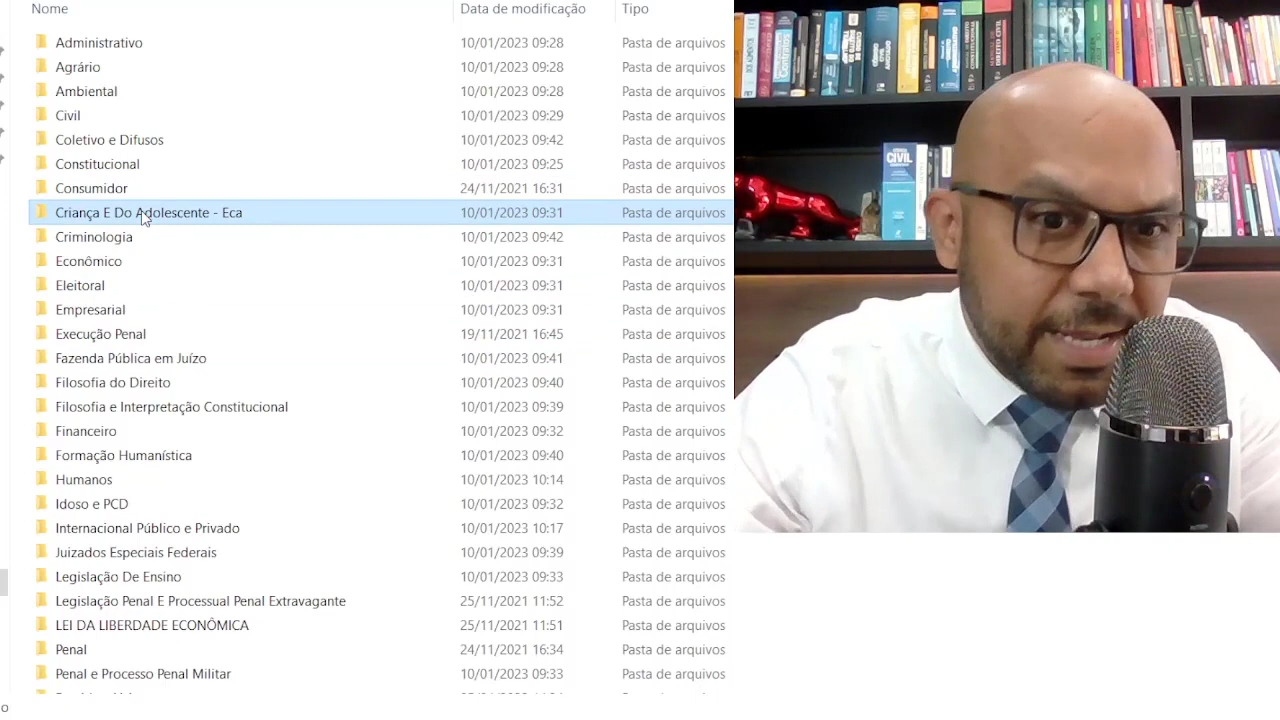 Nome Data de modificação Tipo
Administrativo 10/01/2023 09:28 Pasta de arquivos
Agrário 10/01/2023 09:28 Pasta de arquivos
Ambiental 10/01/2023 09:28 Pasta de arquivos
Civil 10/01/2023 09:29 Pasta de arquivos
Coletivo e Difusos 10/01/2023 09:42 Pasta de arquivos
Constitucional 10/01/2023 09:25 Pasta de arquivos
Consumidor 24/11/2021 16:31 Pasta de arquivos
Criança E Do Adolescente - Eca 10/01/2023 09:31 Pasta de arquivos
Criminologia 10/01/2023 09:42 Pasta de arquivos
Econômico 10/01/2023 09:31 Pasta de arquivos
Eleitoral 10/01/2023 09:31 Pasta de arquivos
Empresarial 10/01/2023 09:31 Pasta de arquivos
Execução Penal 19/11/2021 16:45 Pasta de arquivos
Fazenda Pública em Juízo 10/01/2023 09:41 Pasta de arquivos
Filosofia do Direito 10/01/2023 09:40 Pasta de arquivos
Filosofia e Interpretação Constitucional 10/01/2023 09:39 Pasta de arquivos
Financeiro 10/01/2023 09:32 Pasta de arquivos
Formação Humanística 10/01/2023 09:40 Pasta de arquivos
Humanos 10/01/2023 10:14 Pasta de arquivos
Idoso e PCD 10/01/2023 09:32 Pasta de arquivos
Internacional Público e Privado 10/01/2023 10:17 Pasta de arquivos
Juizados Especiais Federais 10/01/2023 09:39 Pasta de arquivos
Legislação De Ensino 10/01/2023 09:33 Pasta de arquivos
Legislação Penal E Processual Penal Extravagante 25/11/2021 11:52 Pasta de arquivos
LEI DA LIBERDADE ECONÔMICA 25/11/2021 11:51 Pasta de arquivos
Penal 24/11/2021 16:34 Pasta de arquivos
Penal e Processo Penal Militar 10/01/2023 09:33 Pasta de arquivos
CIVIL